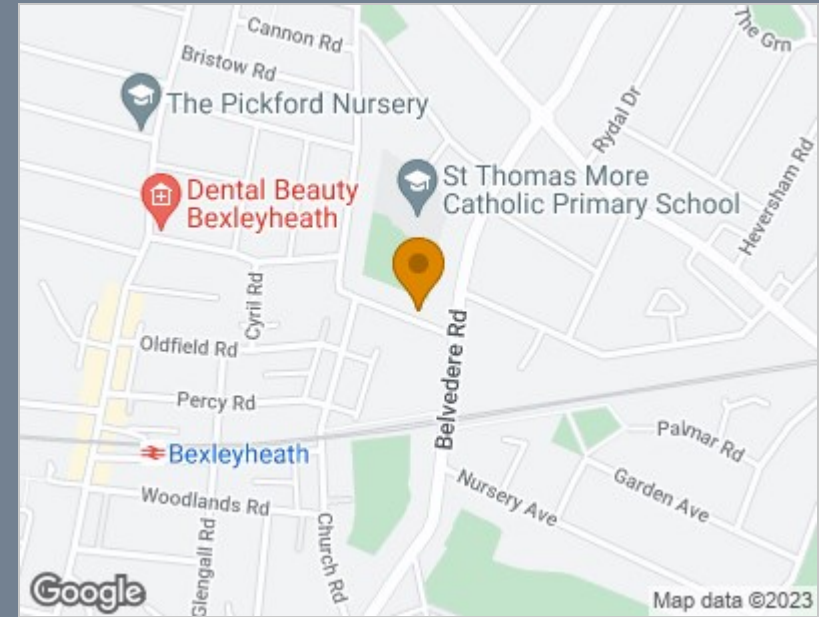 Cannon Rd
The Grn
Bristow Rd
The Pickford Nursery
Rydal Dr
Heversham Rd
St Thomas More
Catholic Primary School
Dental Beauty
Bexleyheath
Cyril Rd
Oldfield Rd
Belvedere Rd
Percy Rd
Palmar Rd
Bexleyheath
Garden Ave
Nursery Ave
Woodlands Rd
Church Rd
Glengall Rd
Google
Map data ©2023